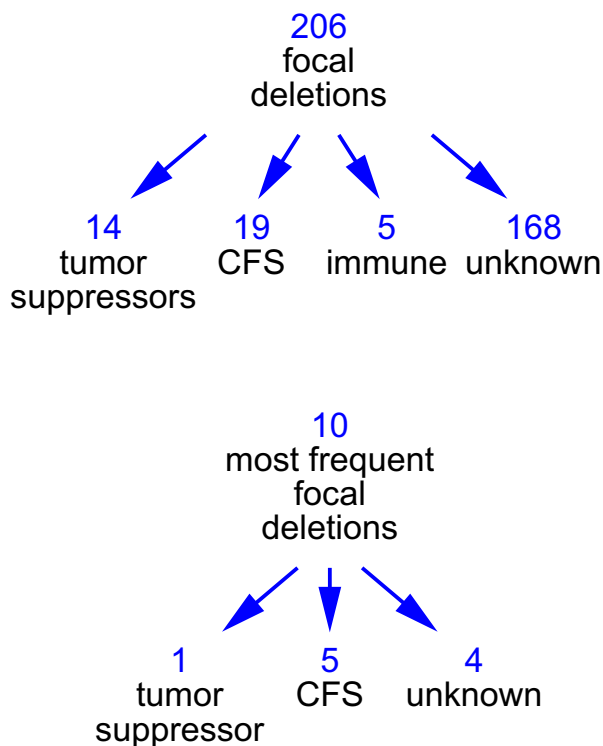 206
focal
deletions
14 19 5 168
tumor CFS immune unknown
suppressors
10
most frequent
focal
deletions
1 5 4
tumor CFS unknown
suppressor